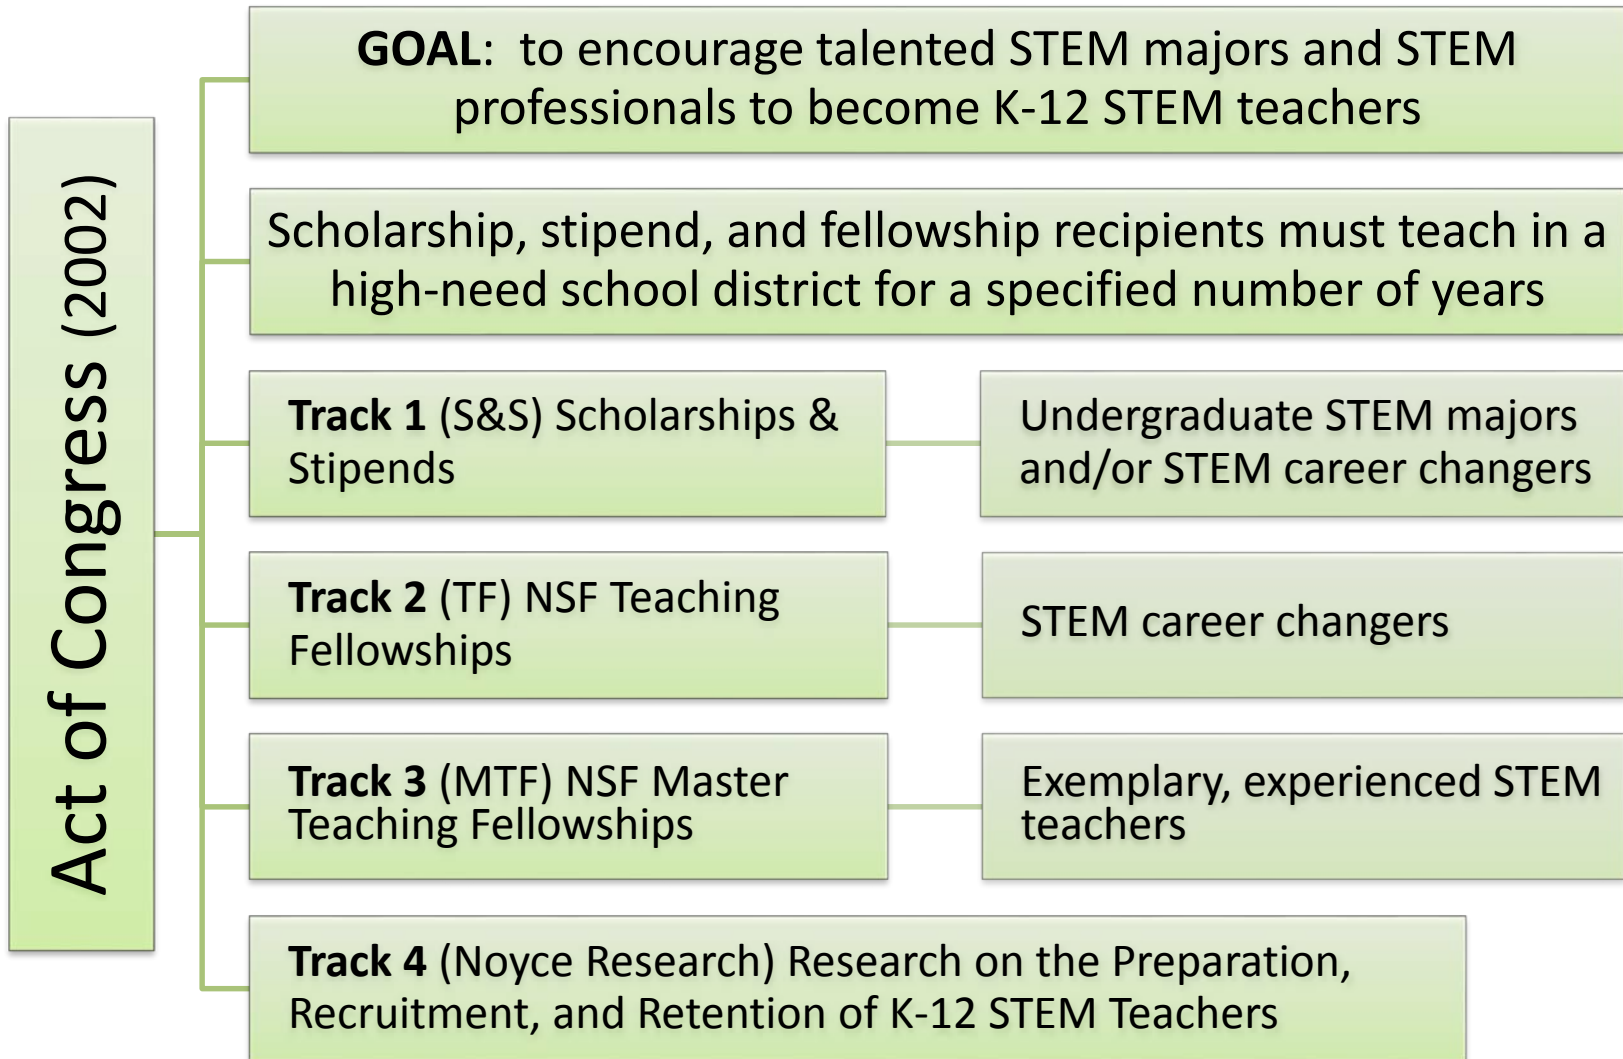 Act of Congress (2002)
GOAL: to encourage talented STEM majors and STEM
professionals to become K-12 STEM teachers
Scholarship, stipend, and fellowship recipients must teach in a
high-need school district for a specified number of years
Track 1 (S&S) Scholarships &
Stipends
Undergraduate STEM majors
and/or STEM career changers
Track 2 (TF) NSF Teaching
Fellowships
STEM career changers
Track 3 (MTF) NSF Master
Teaching Fellowships
Exemplary, experienced STEM
teachers
Track 4 (Noyce Research) Research on the Preparation,
Recruitment, and Retention of K-12 STEM Teachers